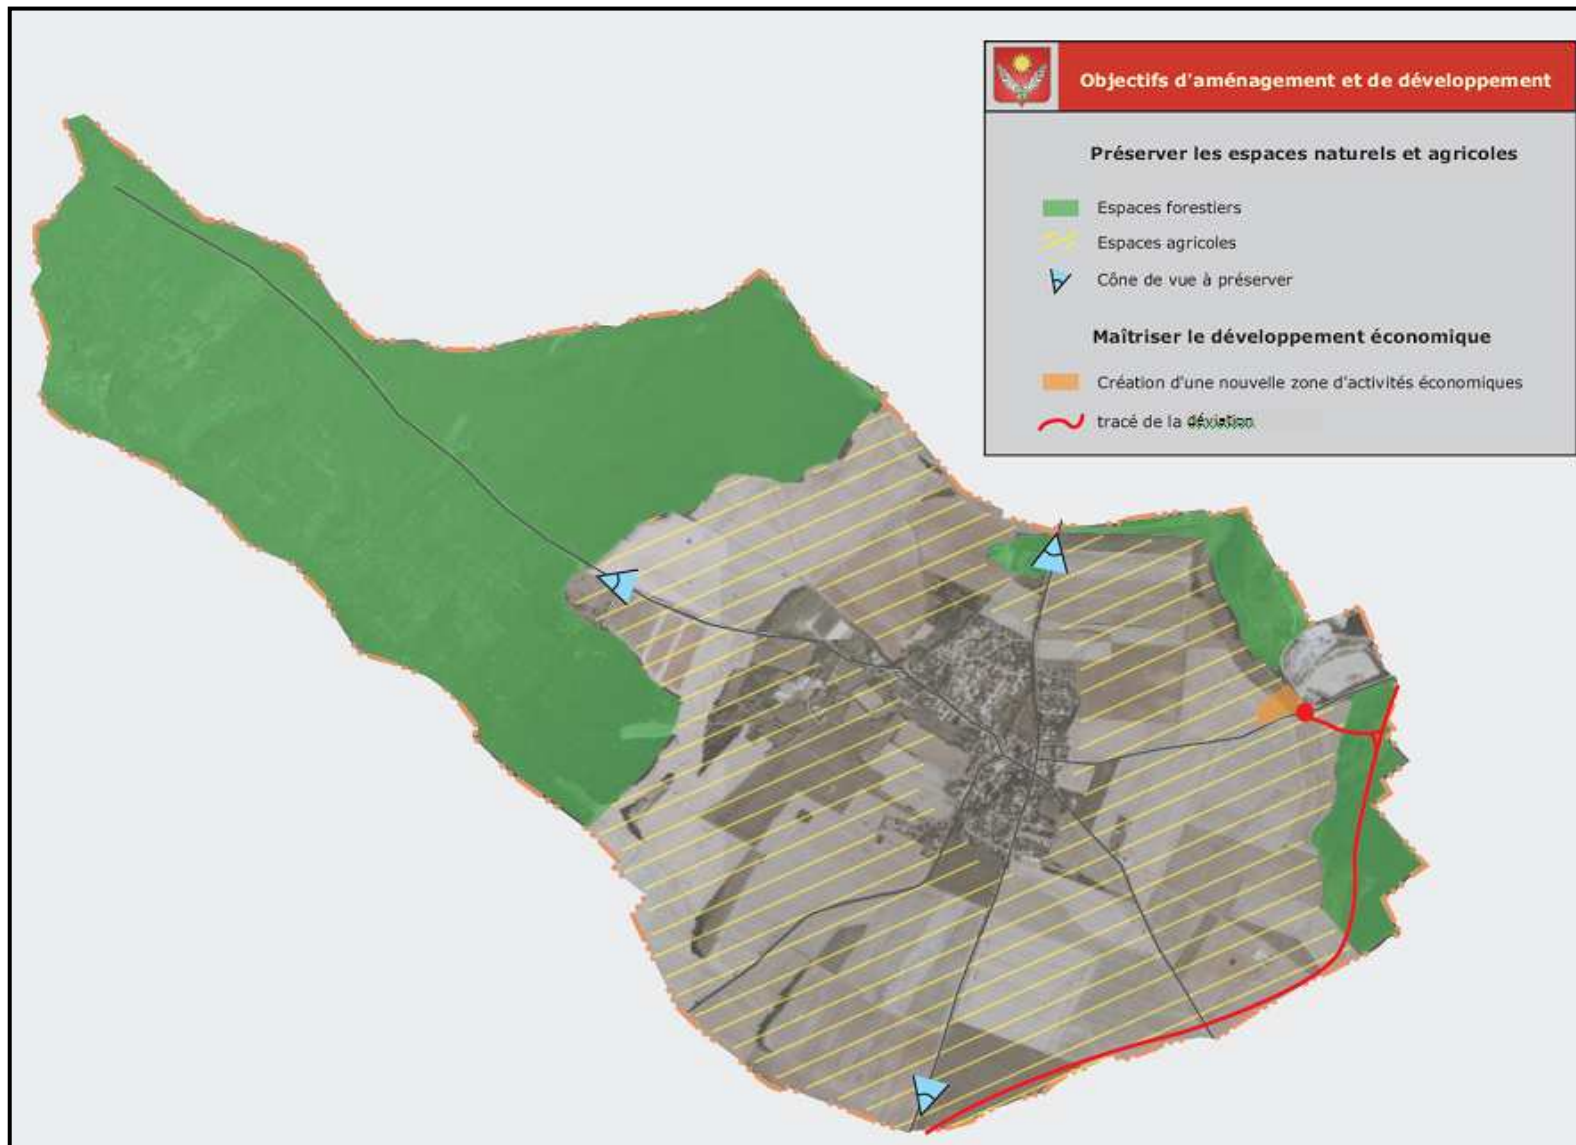 Objectifs d'aménagement et de développement
Préserver les espaces naturels et agricoles
Espaces forestiers
Espaces agricoles
Cône de vue à préserver
Maîtriser le développement économique
Création d'une nouvelle zone d'activités économiques
tracé de la déviation